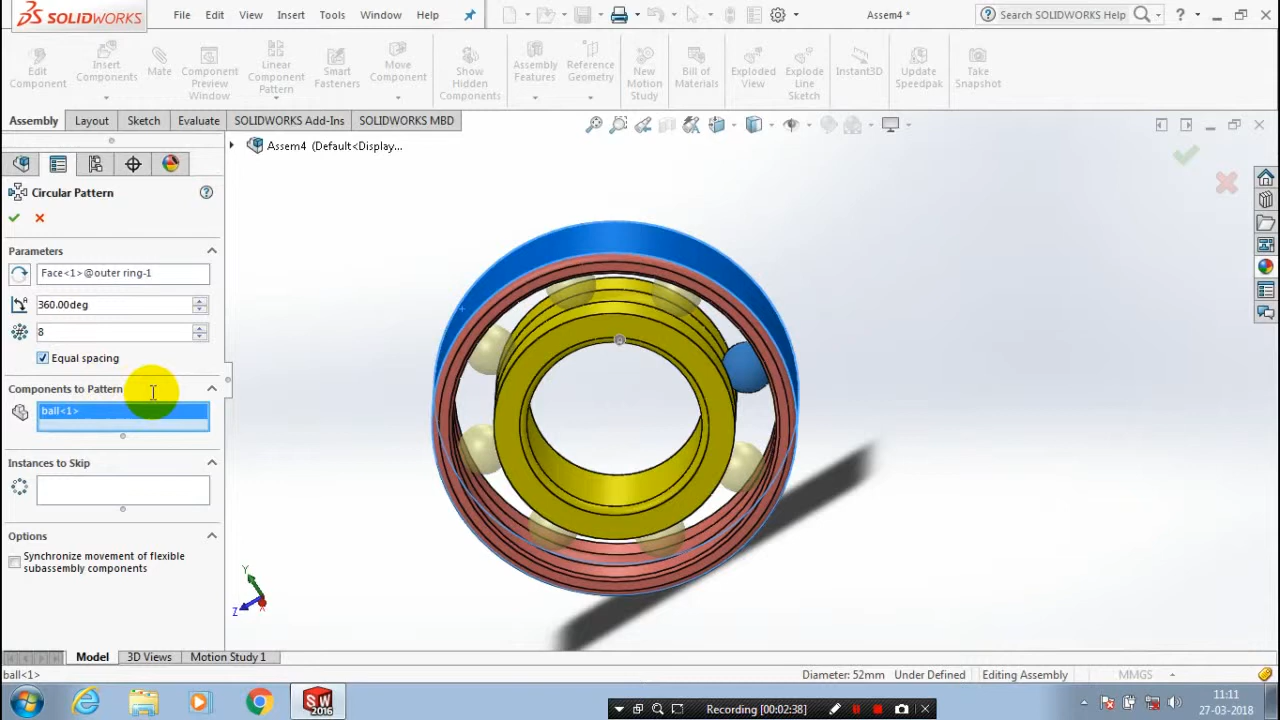 SOLIDWORKS File Edit View Insert Tools Window Help Assem4 * Search SOLIDWORKS Help
Edit Component
Insert Components
Mate
Component Preview Window
Linear Component Pattern
Smart Fasteners
Move Component
Show Hidden Components
Assembly Features
Reference Geometry
New Motion Study
Bill of Materials
Exploded View
Explode Line Sketch
Instant3D
Update Speedpak
Take Snapshot
Assembly Layout Sketch Evaluate SOLIDWORKS Add-Ins SOLIDWORKS MBD
Assem4 (Default<Display...
Circular Pattern
Parameters
Face<1>@outer ring-1
360.00deg
8
Equal spacing
Components to Pattern
ball<1>
Instances to Skip
Options
Synchronize movement of flexible
subassembly components
Y
Z
X
Model 3D Views Motion Study 1
ball<1> Diameter: 52mm Under Defined Editing Assembly MMGS
SW
2016
Recording [00:02:38]
11:11
27-03-2018